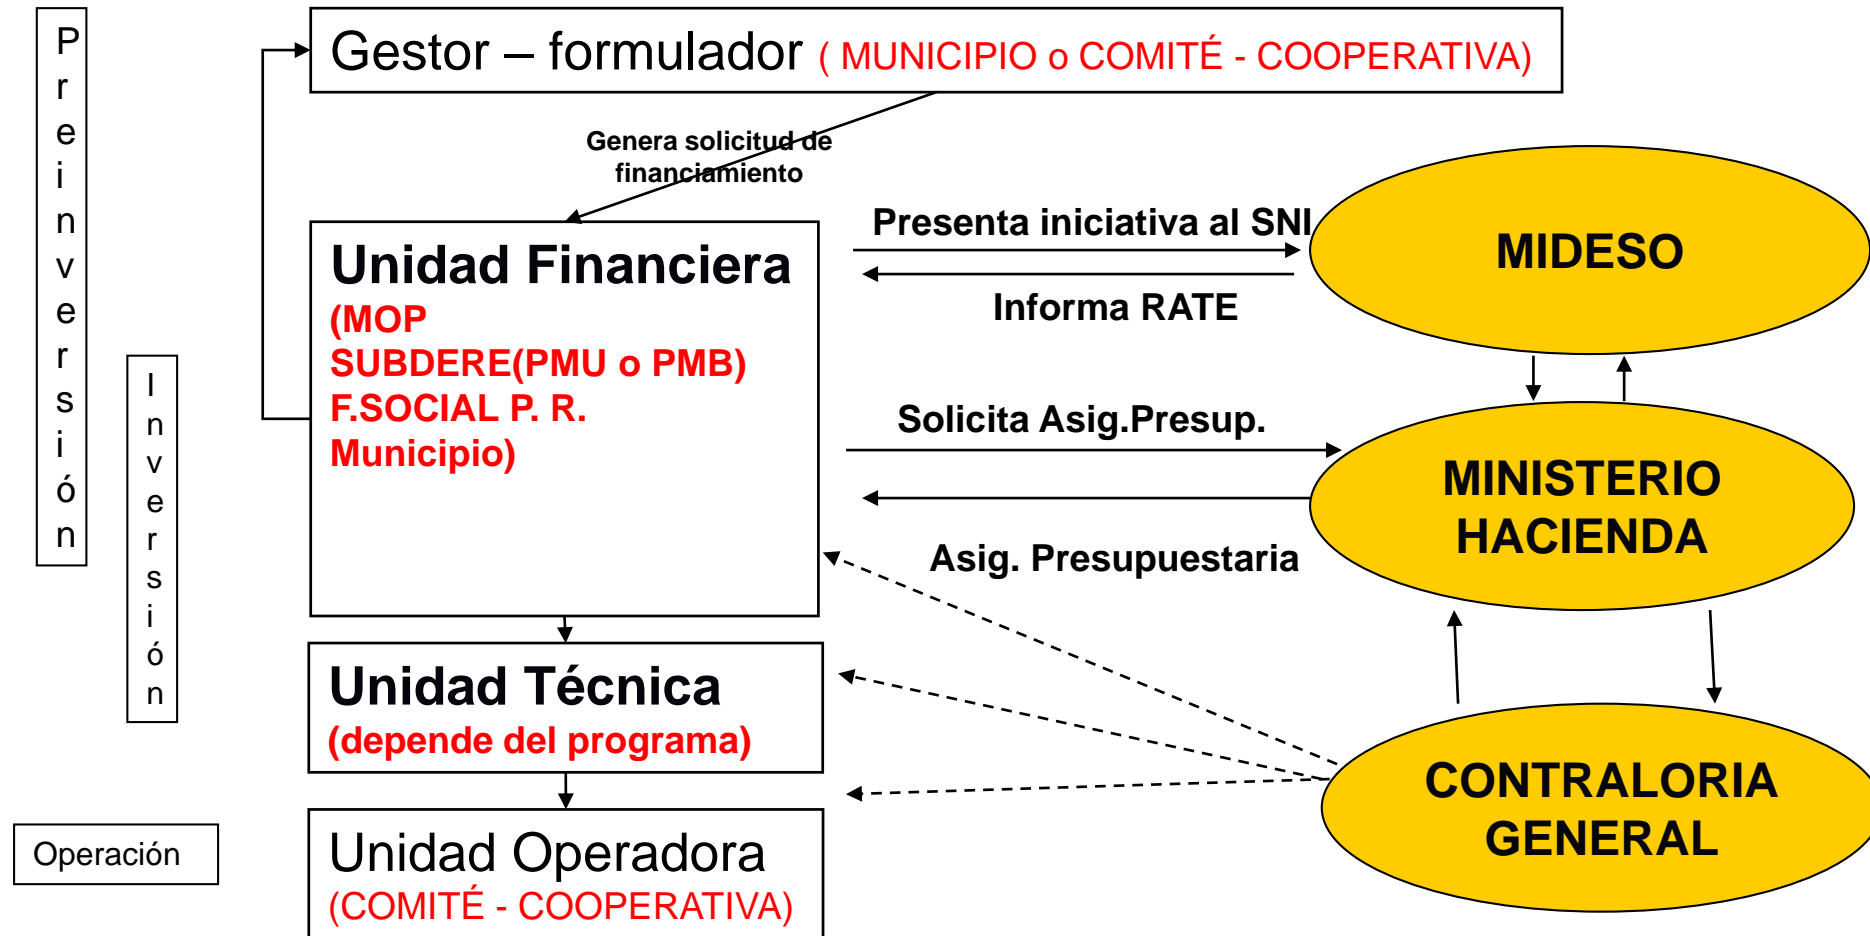 Preinversión
Gestor – formulador ( MUNICIPIO o COMITÉ - COOPERATIVA)
Genera solicitud de
financiamiento
Unidad Financiera
(MOP
SUBDERE(PMU o PMB)
F.SOCIAL P. R.
Municipio)
Presenta iniciativa al SNI
Informa RATE
MIDESO
Inversión
Solicita Asig.Presup.
Asig. Presupuestaria
MINISTERIO
HACIENDA
Unidad Técnica
(depende del programa)
CONTRALORIA
GENERAL
Operación
Unidad Operadora
(COMITÉ - COOPERATIVA)